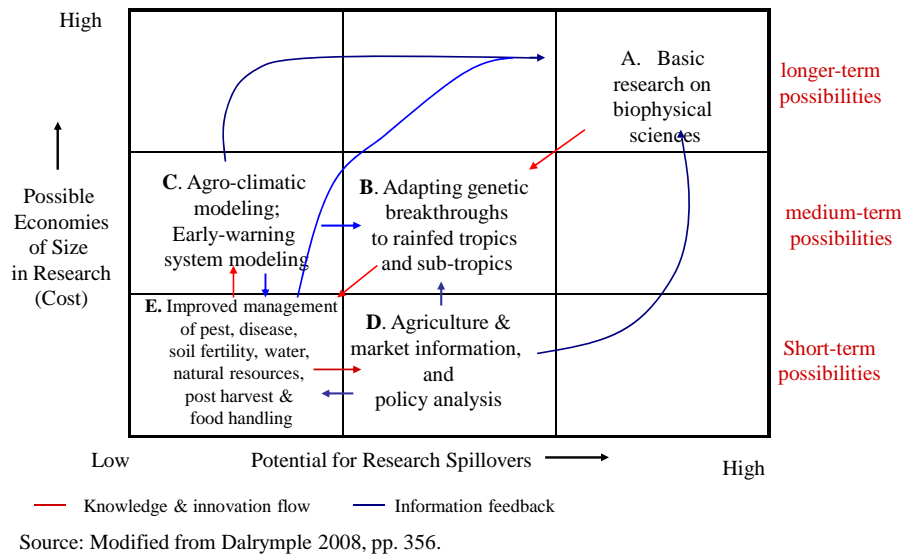 High
A. Basic
research on
biophysical
sciences
longer-term
possibilities
Possible
Economies
of Size
in Research
(Cost)
C. Agro-climatic
modeling;
Early-warning
system modeling
B. Adapting genetic
breakthroughs
to rainfed tropics
and sub-tropics
medium-term
possibilities
E. Improved management
of pest, disease,
soil fertility, water,
natural resources,
post harvest &
food handling
D. Agriculture &
market information,
and
policy analysis
Short-term
possibilities
Low
Potential for Research Spillovers
High
Knowledge & innovation flow
Information feedback
Source: Modified from Dalrymple 2008, pp. 356.